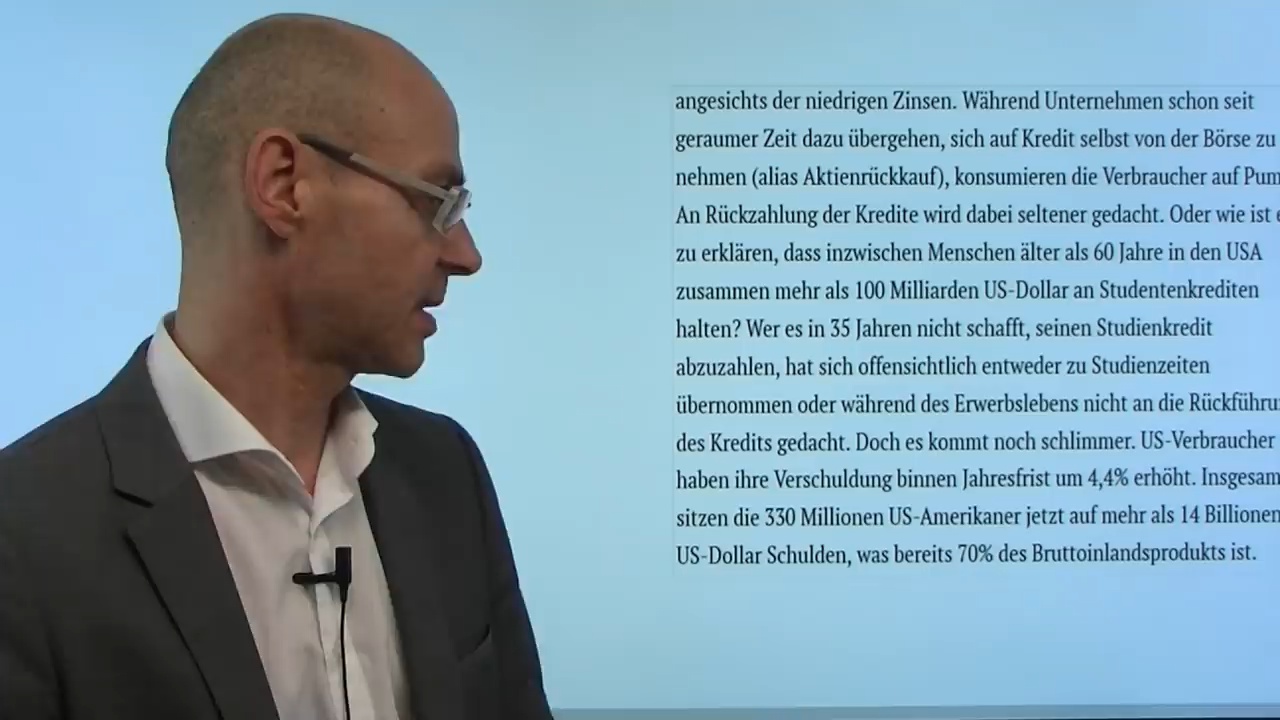 angesichts der niedrigen Zinsen. Während Unternehmen schon seit
geraumer Zeit dazu übergehen, sich auf Kredit selbst von der Börse zu
nehmen (alias Aktienrückkauf), konsumieren die Verbraucher auf Pum
An Rückzahlung der Kredite wird dabei seltener gedacht. Oder wie ist e
zu erklären, dass inzwischen Menschen älter als 60 Jahre in den USA
zusammen mehr als 100 Milliarden US-Dollar an Studentenkrediten
halten? Wer es in 35 Jahren nicht schafft, seinen Studienkredit
abzuzahlen, hat sich offensichtlich entweder zu Studienzeiten
übernommen oder während des Erwerbslebens nicht an die Rückführu
des Kredits gedacht. Doch es kommt noch schlimmer. US-Verbraucher
haben ihre Verschuldung binnen Jahresfrist um 4,4% erhöht. Insgesam
sitzen die 330 Millionen US-Amerikaner jetzt auf mehr als 14 Billionen
US-Dollar Schulden, was bereits 70% des Bruttoinlandsprodukts ist.